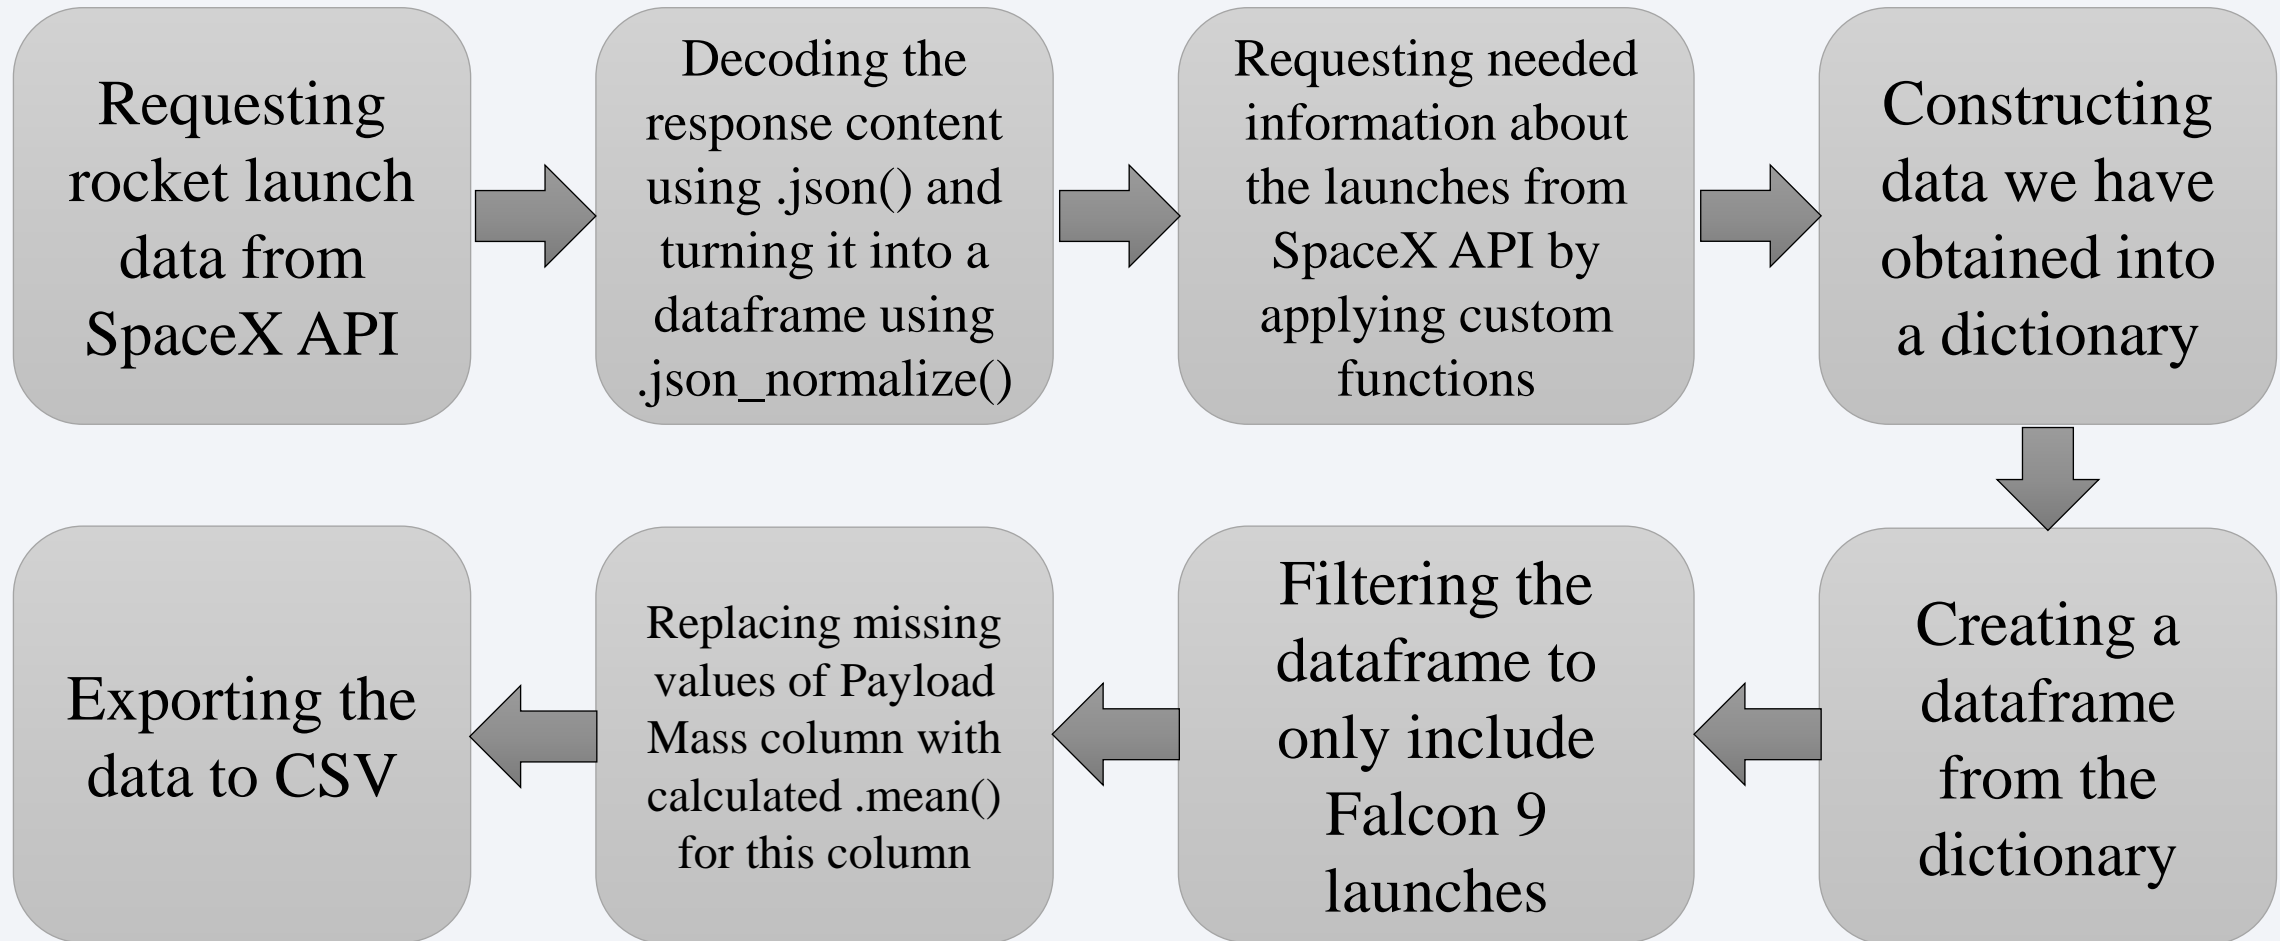 Requesting
rocket launch
data from
SpaceX API
Decoding the
response content
using .json() and
turning it into a
dataframe using
.json_normalize()
Requesting needed
information about
the launches from
SpaceX API by
applying custom
functions
Constructing
data we have
obtained into
a dictionary
Creating a
dataframe
from the
dictionary
Filtering the
dataframe to
only include
Falcon 9
launches
Replacing missing
values of Payload
Mass column with
calculated .mean()
for this column
Exporting the
data to CSV